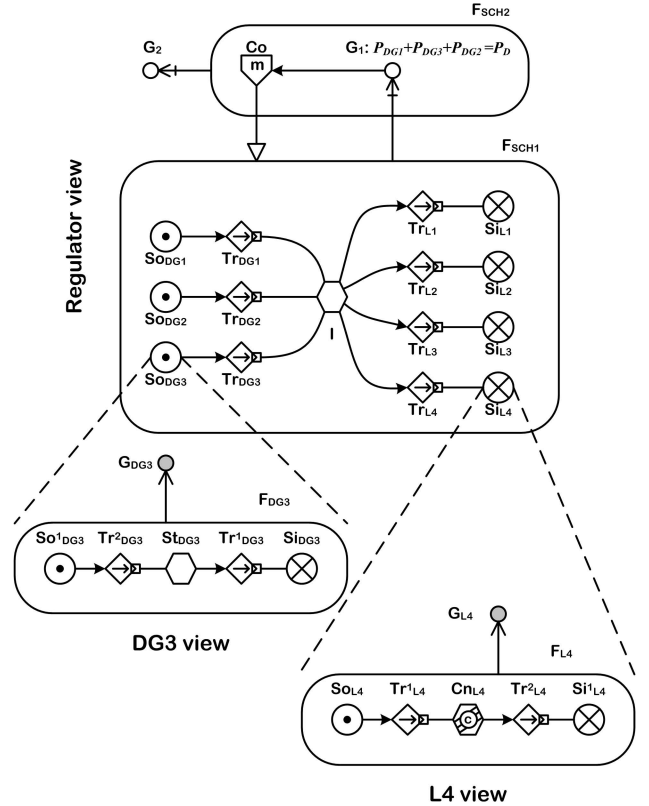 F_SCH2
G_2
Co
m
G_1: P_DG1+P_DG3+P_DG2=P_D
F_SCH1
Regulator view
So_DG1
Tr_DG1
So_DG2
Tr_DG2
So_DG3
Tr_DG3
I
Tr_L1
Si_L1
Tr_L2
Si_L2
Tr_L3
Si_L3
Tr_L4
Si_L4
G_DG3
F_DG3
So^1_DG3
Tr^2_DG3
St_DG3
Tr^1_DG3
Si_DG3
DG3 view
G_L4
F_L4
So_L4
Tr^1_L4
Cn_L4
Tr^2_L4
Si^1_L4
C
L4 view